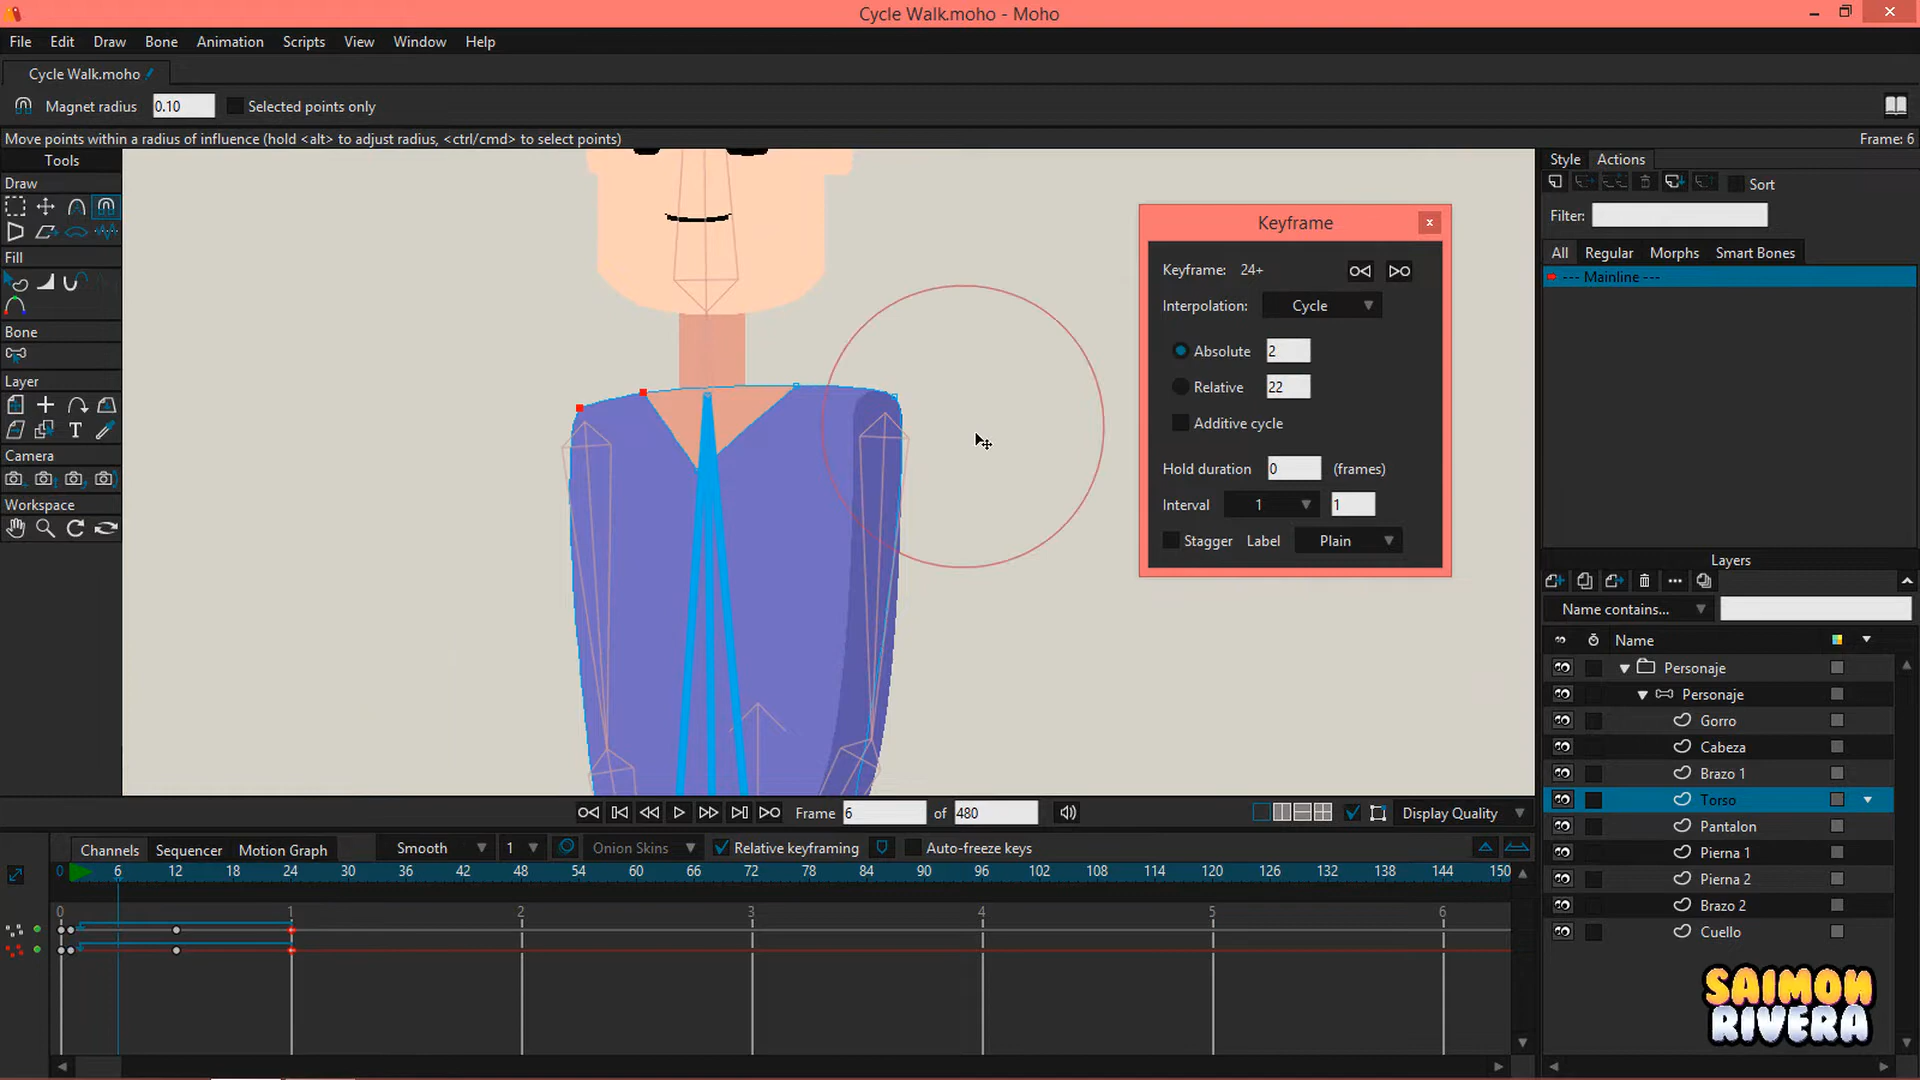 Cycle Walk.moho - Moho
File Edit Draw Bone Animation Scripts View Window Help
Cycle Walk.moho
Magnet radius 0.10 Selected points only
Move points within a radius of influence (hold <alt> to adjust radius, <ctrl/cmd> to select points) Frame: 6
Tools
Draw
Fill
Bone
Layer
Camera
Workspace
Keyframe
Keyframe: 24+
Interpolation: Cycle
Absolute 2
Relative 22
Additive cycle
Hold duration 0 (frames)
Interval 1 1
Stagger Label Plain
Style Actions
Sort
Filter:
All Regular Morphs Smart Bones
--- Mainline ---
Layers
Name contains...
Name
Personaje
Personaje
Gorro
Cabeza
Brazo 1
Torso
Pantalon
Pierna 1
Pierna 2
Brazo 2
Cuello
SAIMON
RIVERA
Frame 6 of 480 Display Quality
Channels Sequencer Motion Graph Smooth 1 Onion Skins Relative keyframing Auto-freeze keys
0 6 12 18 24 30 36 42 48 54 60 66 72 78 84 90 96 102 108 114 120 126 132 138 144 150
0 1 2 3 4 5 6